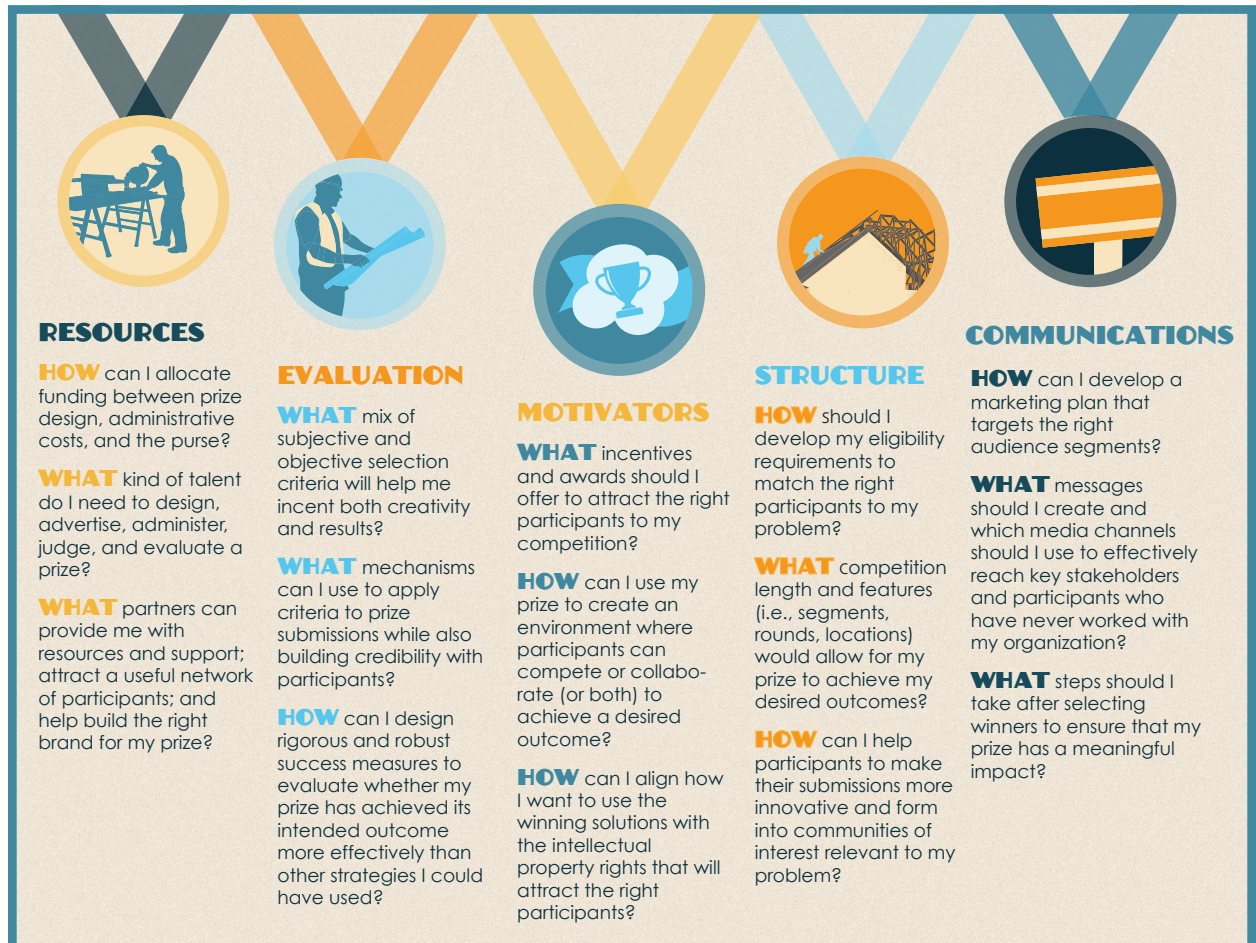 RESOURCES
HOW can I allocate
funding between prize
design, administrative
costs, and the purse?
WHAT kind of talent
do I need to design,
advertise, administer,
judge, and evaluate a
prize?
WHAT partners can
provide me with
resources and support;
attract a useful network
of participants; and
help build the right
brand for my prize?
EVALUATION
WHAT mix of
subjective and
objective selection
criteria will help me
incent both creativity
and results?
WHAT mechanisms
can I use to apply
criteria to prize
submissions while also
building credibility with
participants?
HOW can I design
rigorous and robust
success measures to
evaluate whether my
prize has achieved its
intended outcome
more effectively than
other strategies I could
have used?
MOTIVATORS
WHAT incentives
and awards should I
offer to attract the right
participants to my
competition?
HOW can I use my
prize to create an
environment where
participants can
compete or collabo-
rate (or both) to
achieve a desired
outcome?
HOW can I align how
I want to use the
winning solutions with
the intellectual
property rights that will
attract the right
participants?
STRUCTURE
HOW should I
develop my eligibility
requirements to
match the right
participants to my
problem?
WHAT competition
length and features
(i.e., segments,
rounds, locations)
would allow for my
prize to achieve my
desired outcomes?
HOW can I help
participants to make
their submissions more
innovative and form
into communities of
interest relevant to my
problem?
COMMUNICATIONS
HOW can I develop a
marketing plan that
targets the right
audience segments?
WHAT messages
should I create and
which media channels
should I use to effectively
reach key stakeholders
and participants who
have never worked with
my organization?
WHAT steps should I
take after selecting
winners to ensure that my
prize has a meaningful
impact?